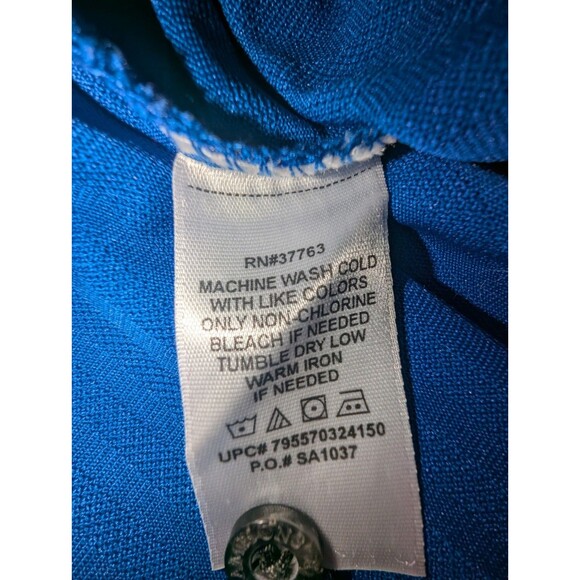 RN#37763
MACHINE WASH COLD
WITH LIKE COLORS
ONLY NON-CHLORINE
BLEACH IF NEEDED
TUMBLE DRY LOW
WARM IRON
IF NEEDED
UPC# 795570324150
P.O.# SA1037